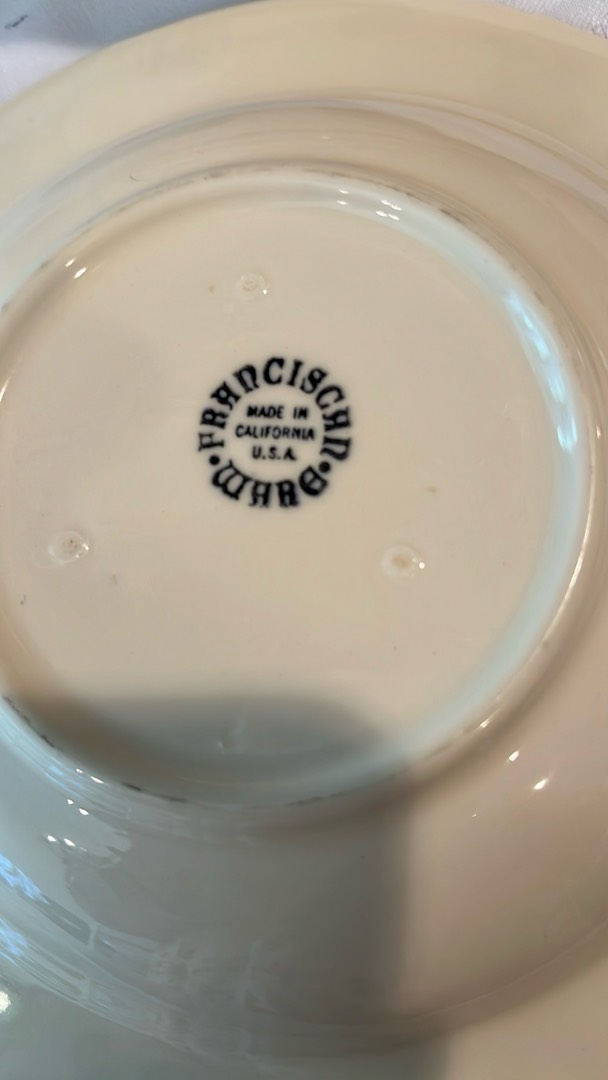 FRANCISCAN
MADE IN
CALIFORNIA
U.S.A.
• WARE •